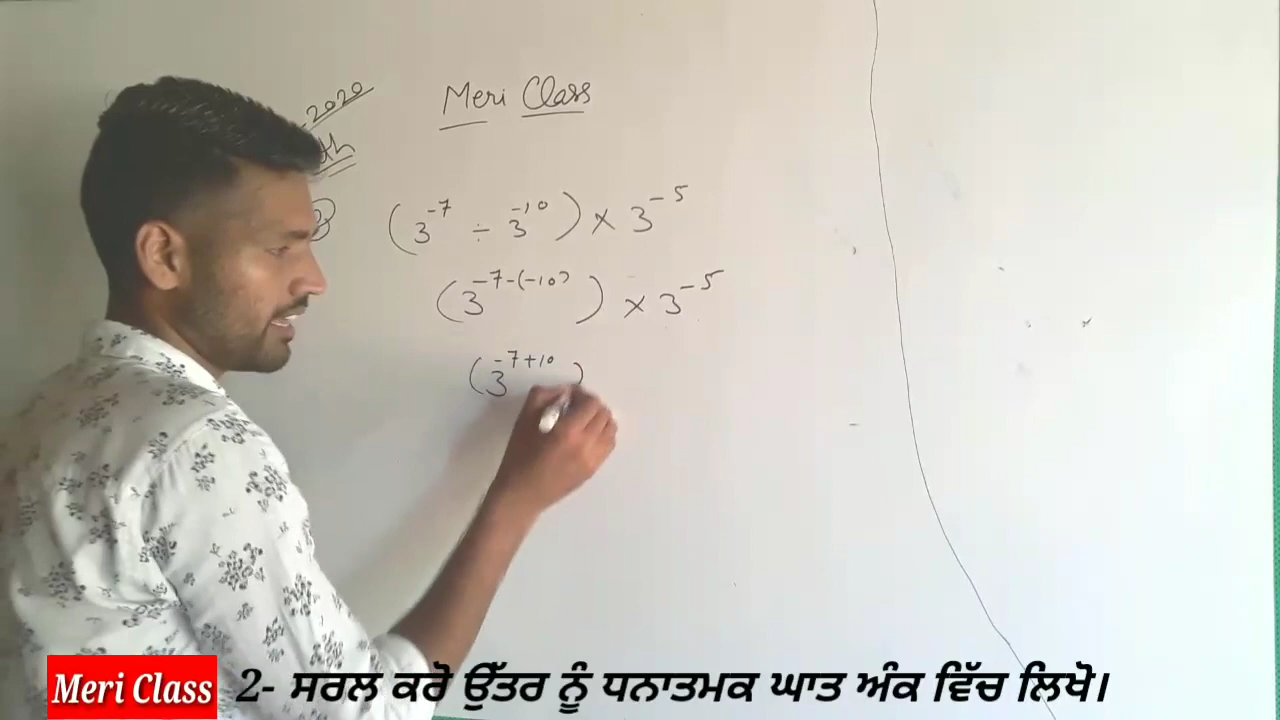 -2020
Meri Class
th
(3⁻⁷ ÷ 3⁻¹⁰) × 3⁻⁵
(3⁻⁷⁻⁽⁻¹⁰⁾) × 3⁻⁵
(3⁻⁷⁺¹⁰)
Meri Class
2- ਸਰਲ ਕਰੋ ਉੱਤਰ ਨੂੰ ਧਨਾਤਮਕ ਘਾਤ ਅੰਕ ਵਿੱਚ ਲਿਖੋ।